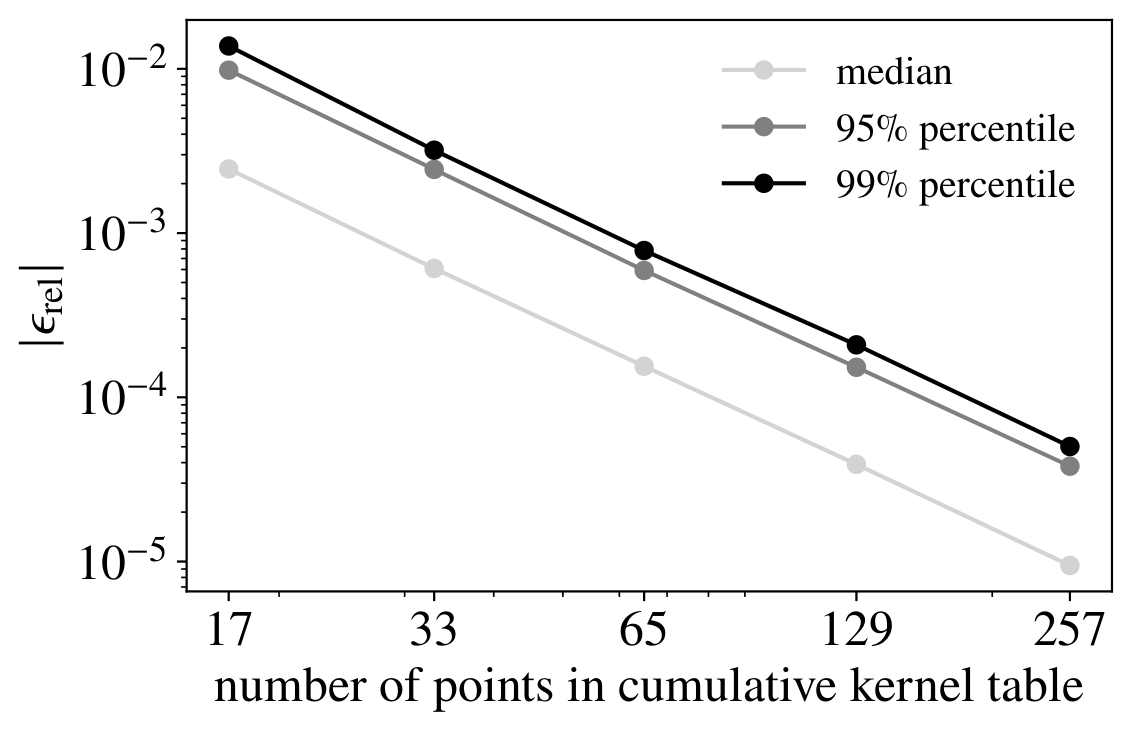 10⁻²
10⁻³
10⁻⁴
10⁻⁵
|ϵ_rel|
median
95% percentile
99% percentile
17 33 65 129 257
number of points in cumulative kernel table